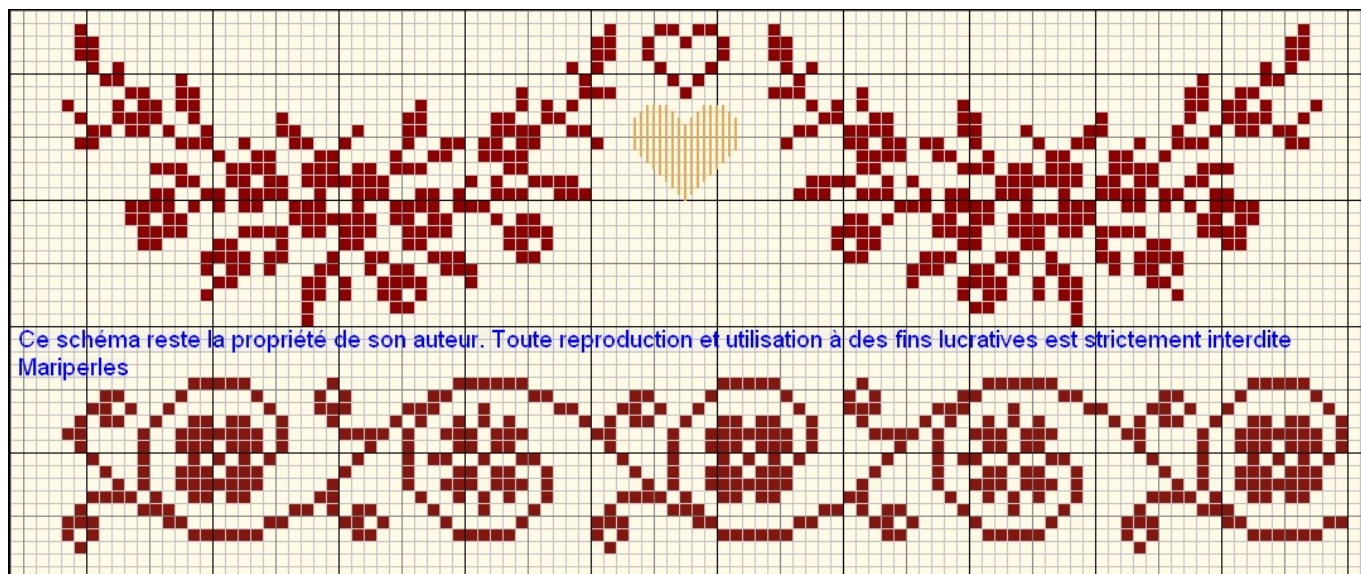 Ce schéma reste la propriété de son auteur. Toute reproduction et utilisation à des fins lucratives est strictement interdite
Mariperles